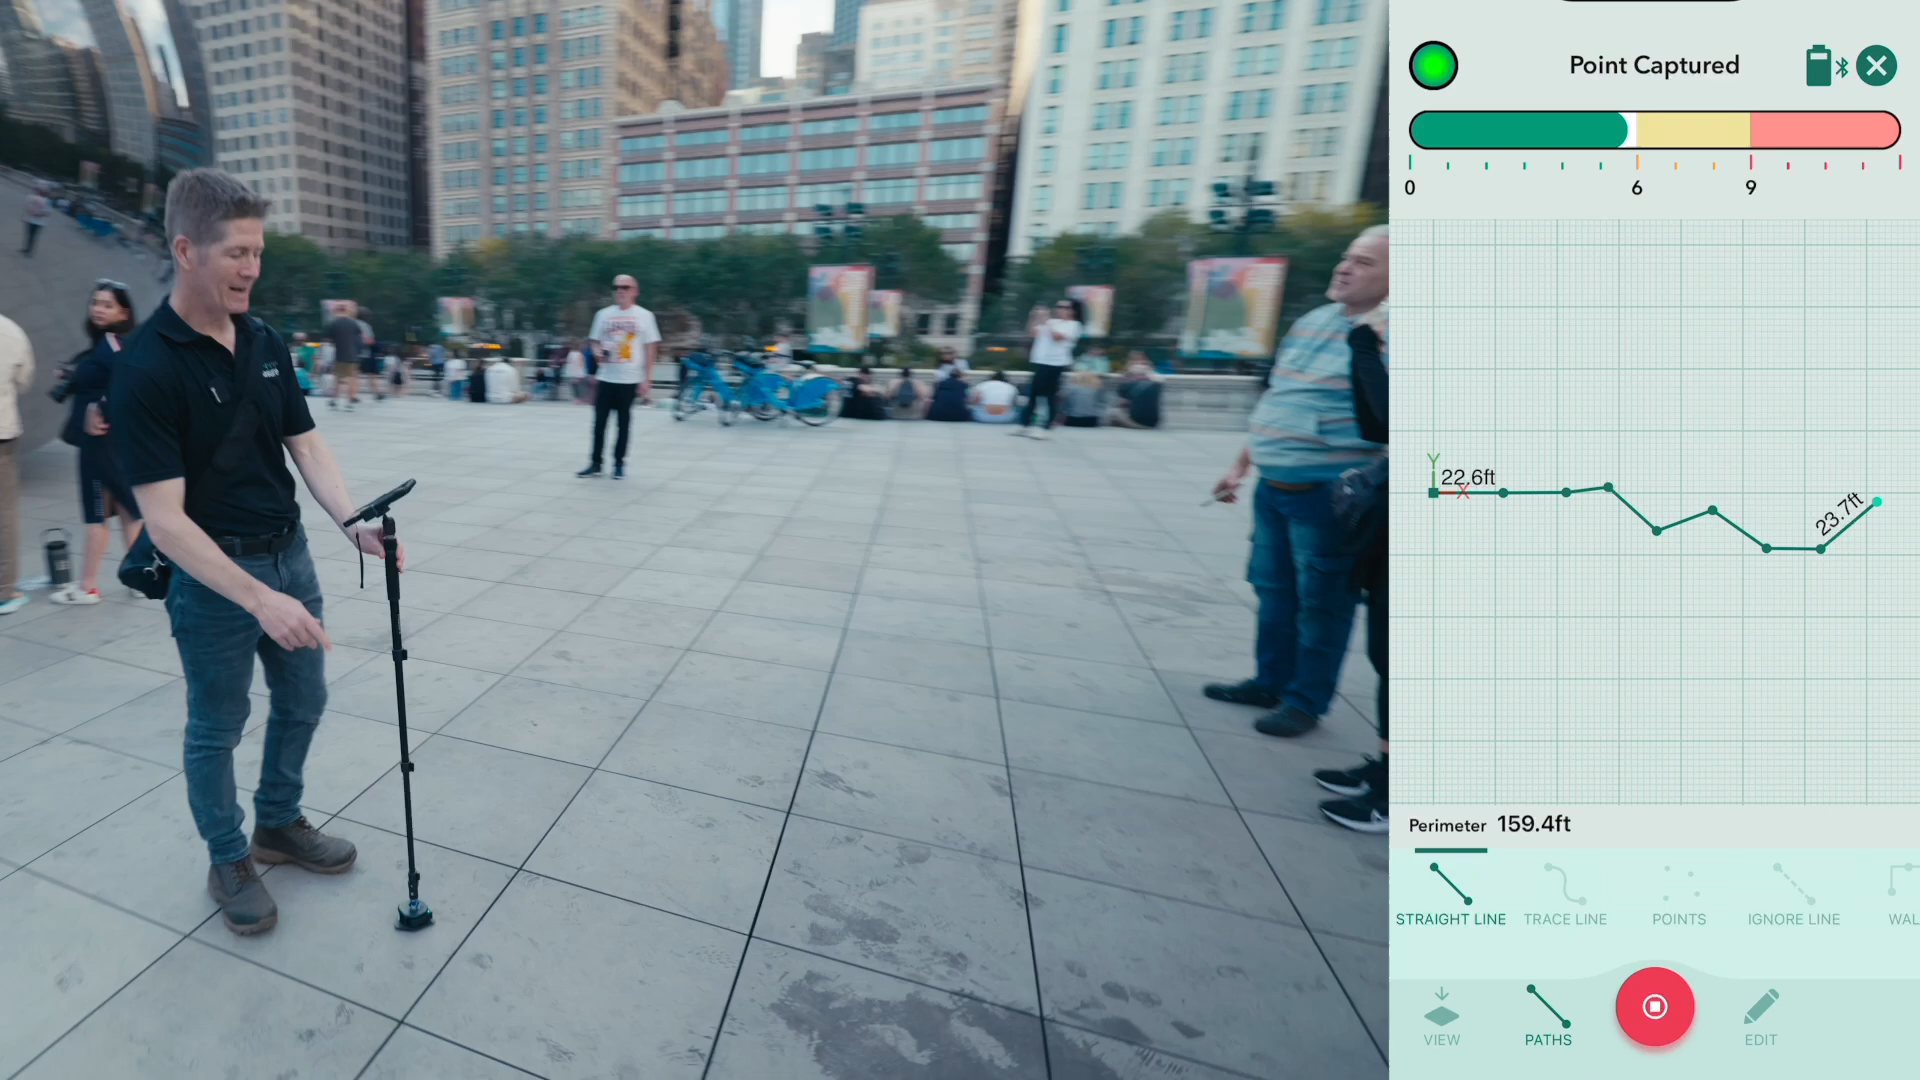 Point Captured
0 6 9
Y
22.6ft
X
23.7ft
Perimeter 159.4ft
STRAIGHT LINE TRACE LINE POINTS IGNORE LINE WAL
VIEW PATHS EDIT